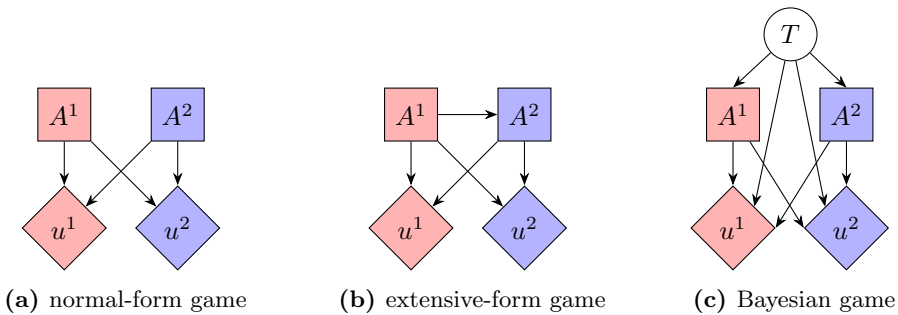 T
A¹ A² A¹ A² A¹ A²
u¹ u² u¹ u² u¹ u²
(a) normal-form game (b) extensive-form game (c) Bayesian game